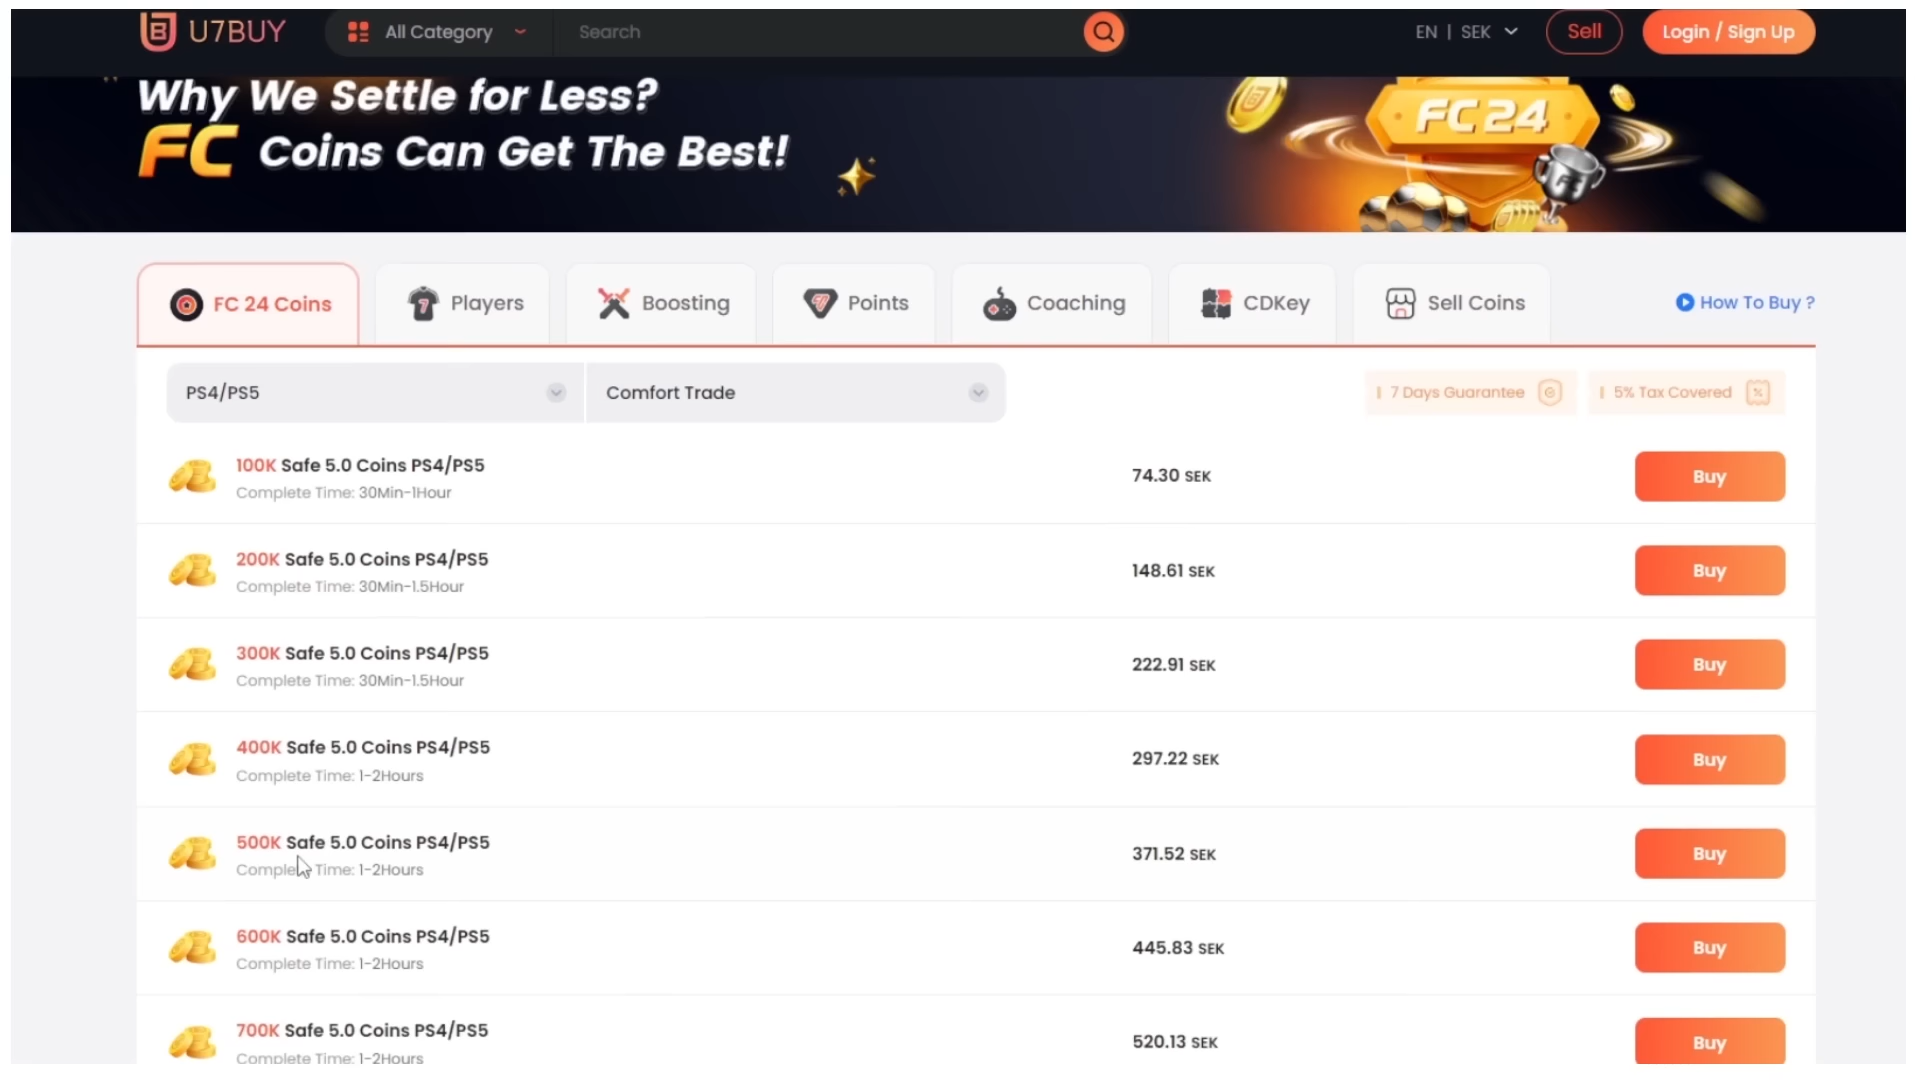 U7BUY
All Category
Search
EN | SEK
Sell
Login / Sign Up
Why We Settle for Less?
FC Coins Can Get The Best!
FC 24
FC 24 Coins
Players
Boosting
Points
Coaching
CDKey
Sell Coins
How To Buy ?
PS4/PS5
Comfort Trade
7 Days Guarantee
5% Tax Covered
100K Safe 5.0 Coins PS4/PS5
Complete Time: 30Min-1Hour
74.30 SEK
Buy
200K Safe 5.0 Coins PS4/PS5
Complete Time: 30Min-1.5Hour
148.61 SEK
Buy
300K Safe 5.0 Coins PS4/PS5
Complete Time: 30Min-1.5Hour
222.91 SEK
Buy
400K Safe 5.0 Coins PS4/PS5
Complete Time: 1-2Hours
297.22 SEK
Buy
500K Safe 5.0 Coins PS4/PS5
Complete Time: 1-2Hours
371.52 SEK
Buy
600K Safe 5.0 Coins PS4/PS5
Complete Time: 1-2Hours
445.83 SEK
Buy
700K Safe 5.0 Coins PS4/PS5
Complete Time: 1-2Hours
520.13 SEK
Buy